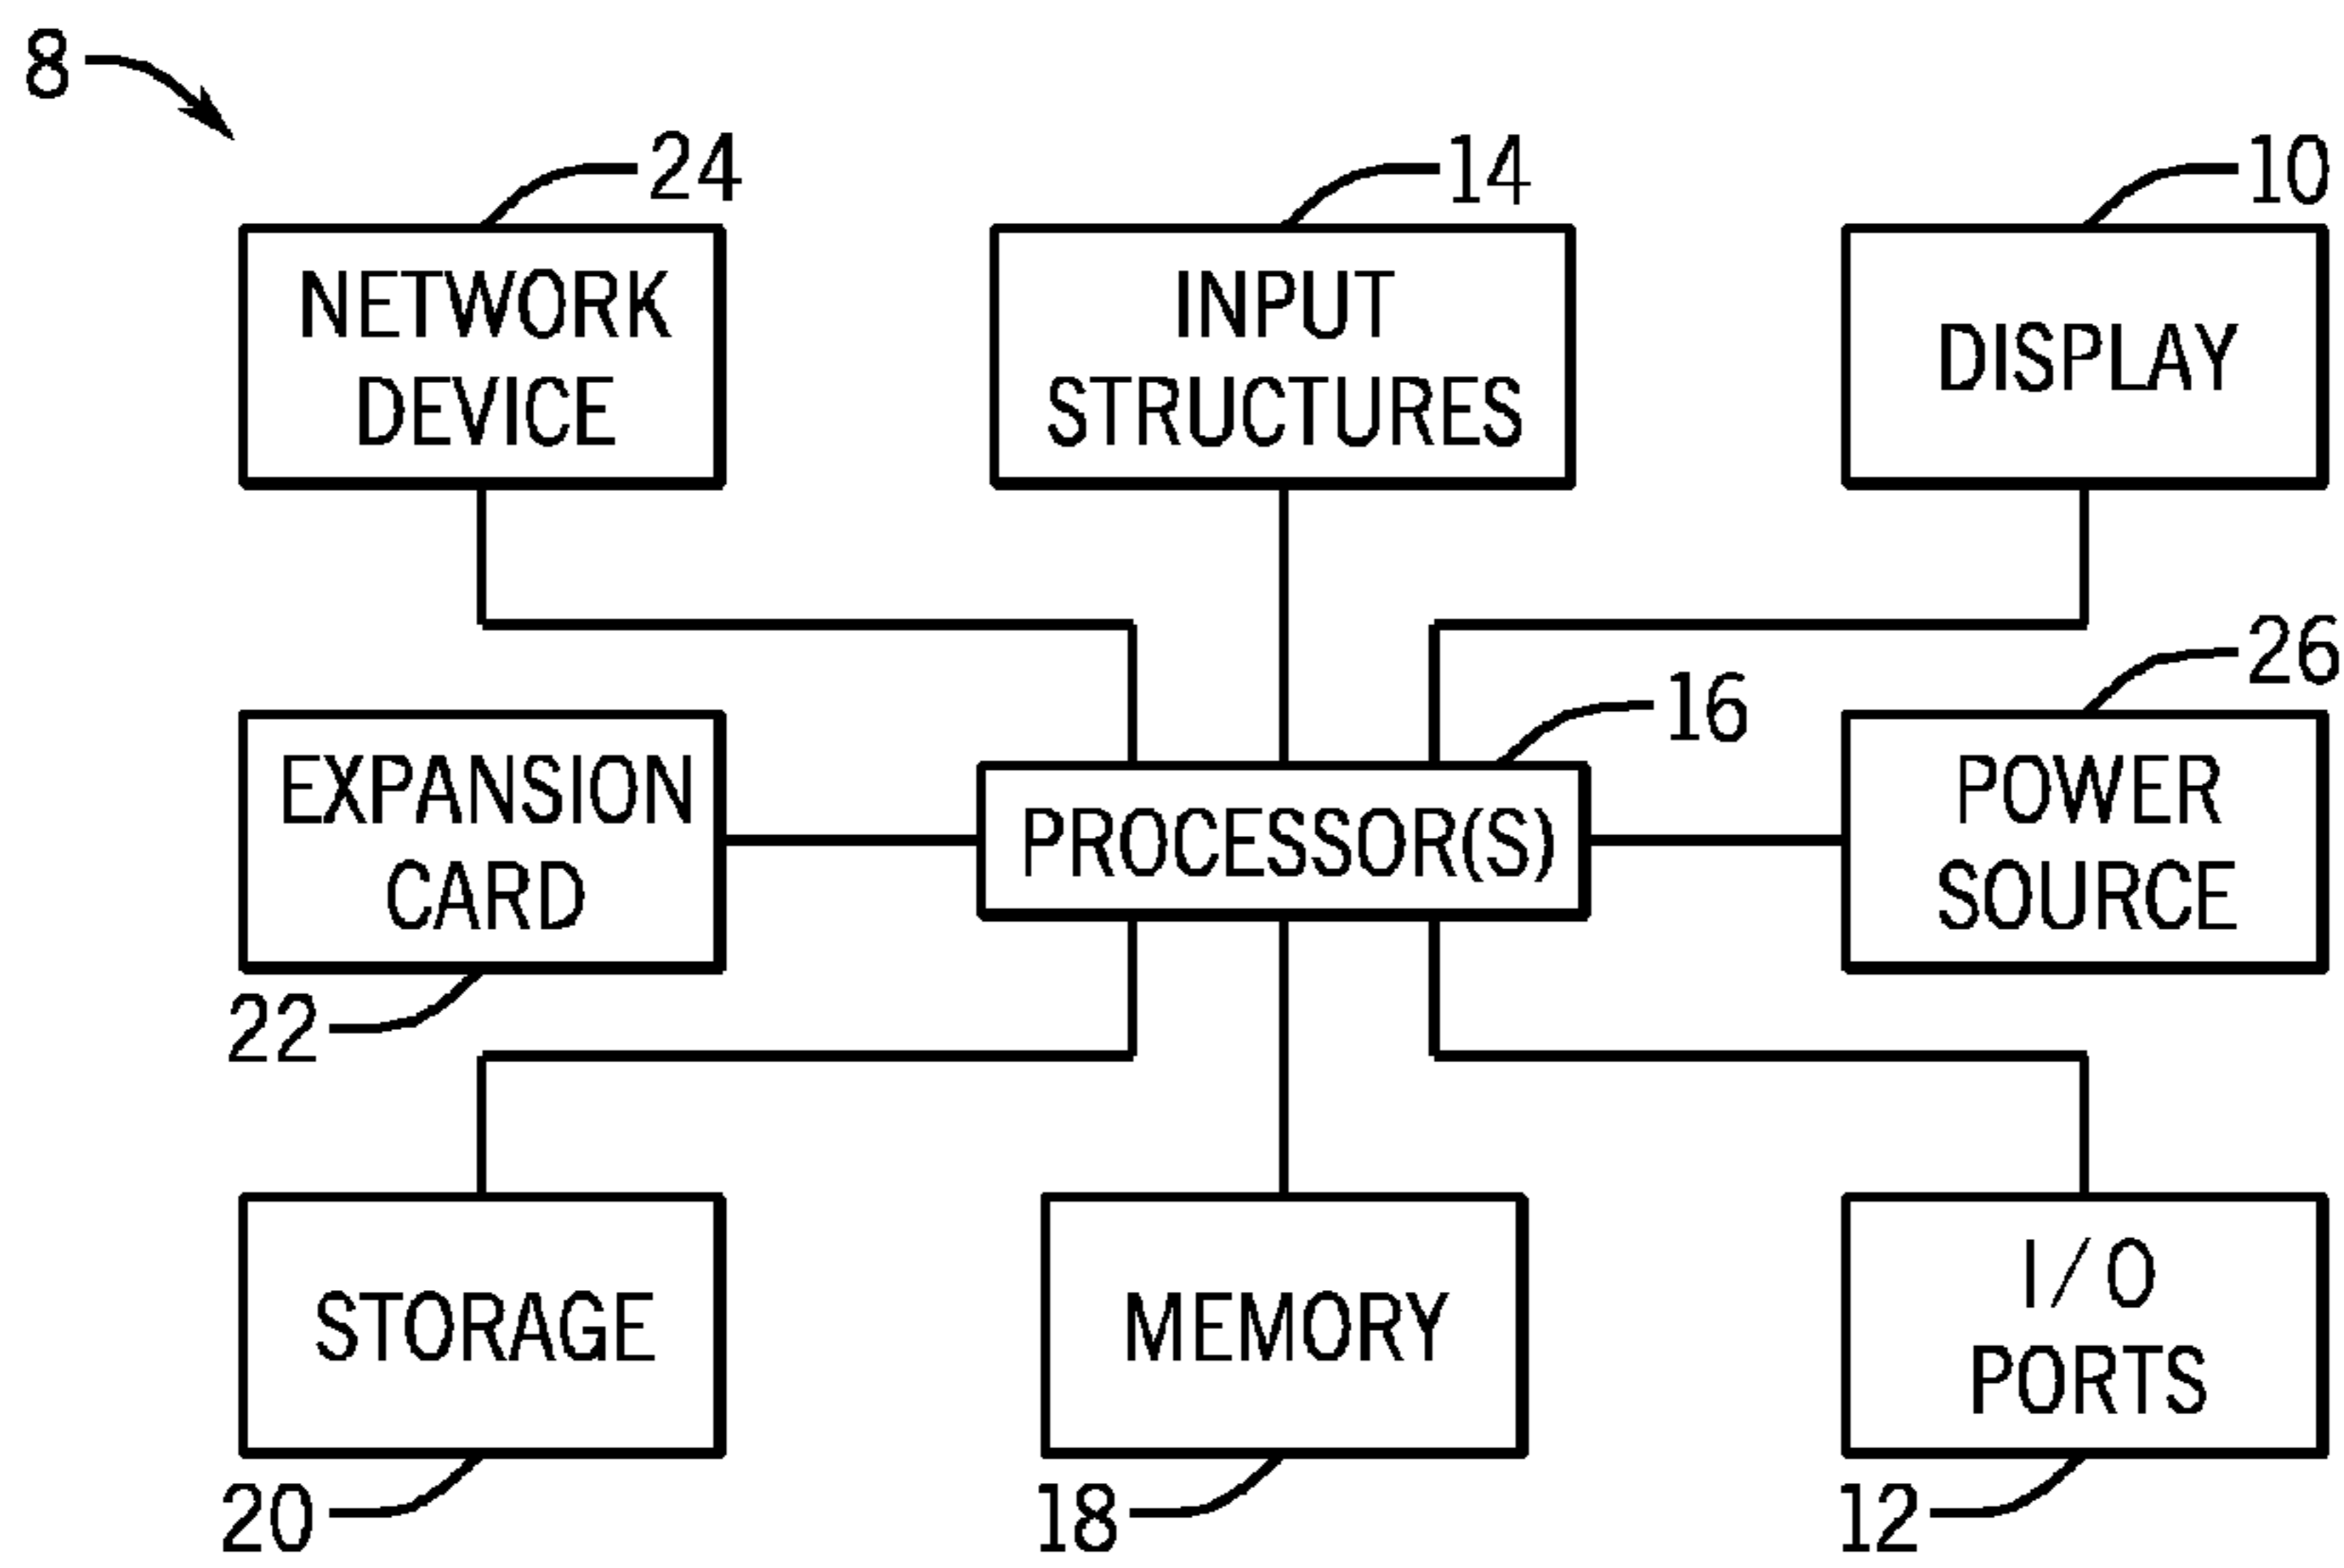 8
24
14
10
NETWORK
DEVICE
INPUT
STRUCTURES
DISPLAY
26
16
EXPANSION
CARD
PROCESSOR(S)
POWER
SOURCE
22
STORAGE
MEMORY
I/O
PORTS
20
18
12